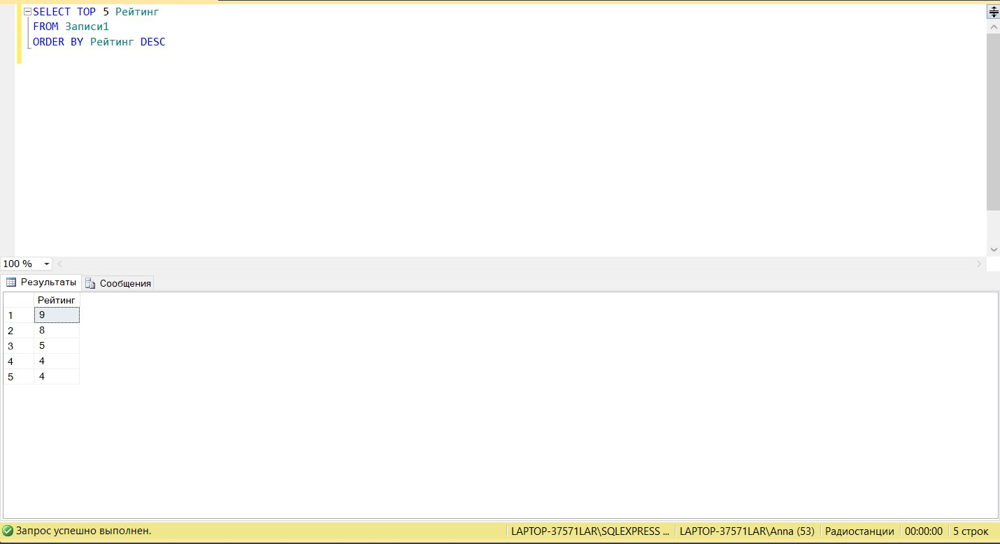 SELECT TOP 5 Рейтинг
FROM Записи1
ORDER BY Рейтинг DESC
100 %
Результаты Сообщения
Рейтинг
1 9
2 8
3 5
4 4
5 4
Запрос успешно выполнен. LAPTOP-37571LAR\SQLEXPRESS ... LAPTOP-37571LAR\Anna (53) Радиостанции 00:00:00 5 строк